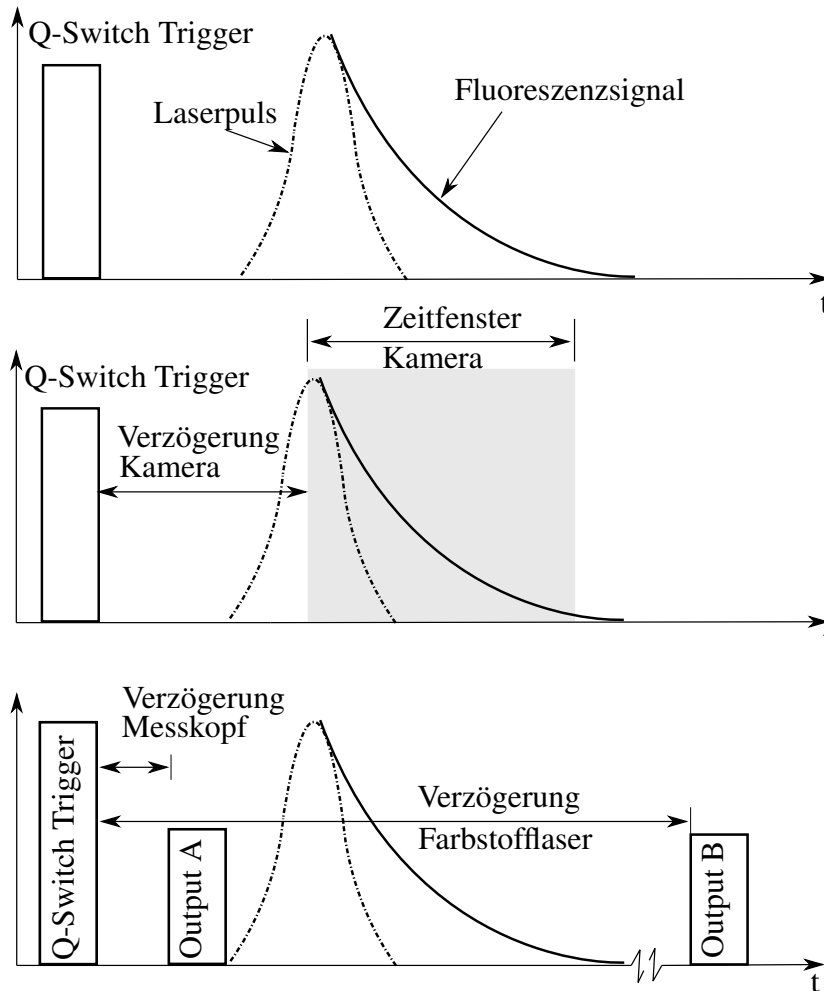 Q-Switch Trigger
Laserpuls
Fluoreszenzsignal
t
Zeitfenster
Kamera
Q-Switch Trigger
Verzögerung
Kamera
Verzögerung
Messkopf
Q-Switch Trigger
Output A
Verzögerung
Farbstofflaser
Output B
t